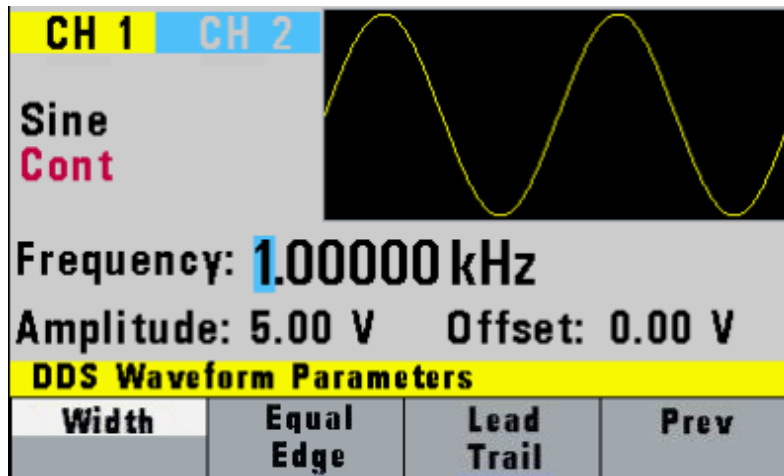 CH 1 CH 2
Sine
Cont
Frequency: 1.00000 kHz
Amplitude: 5.00 V Offset: 0.00 V
DDS Waveform Parameters
Width Equal Edge Lead Trail Prev